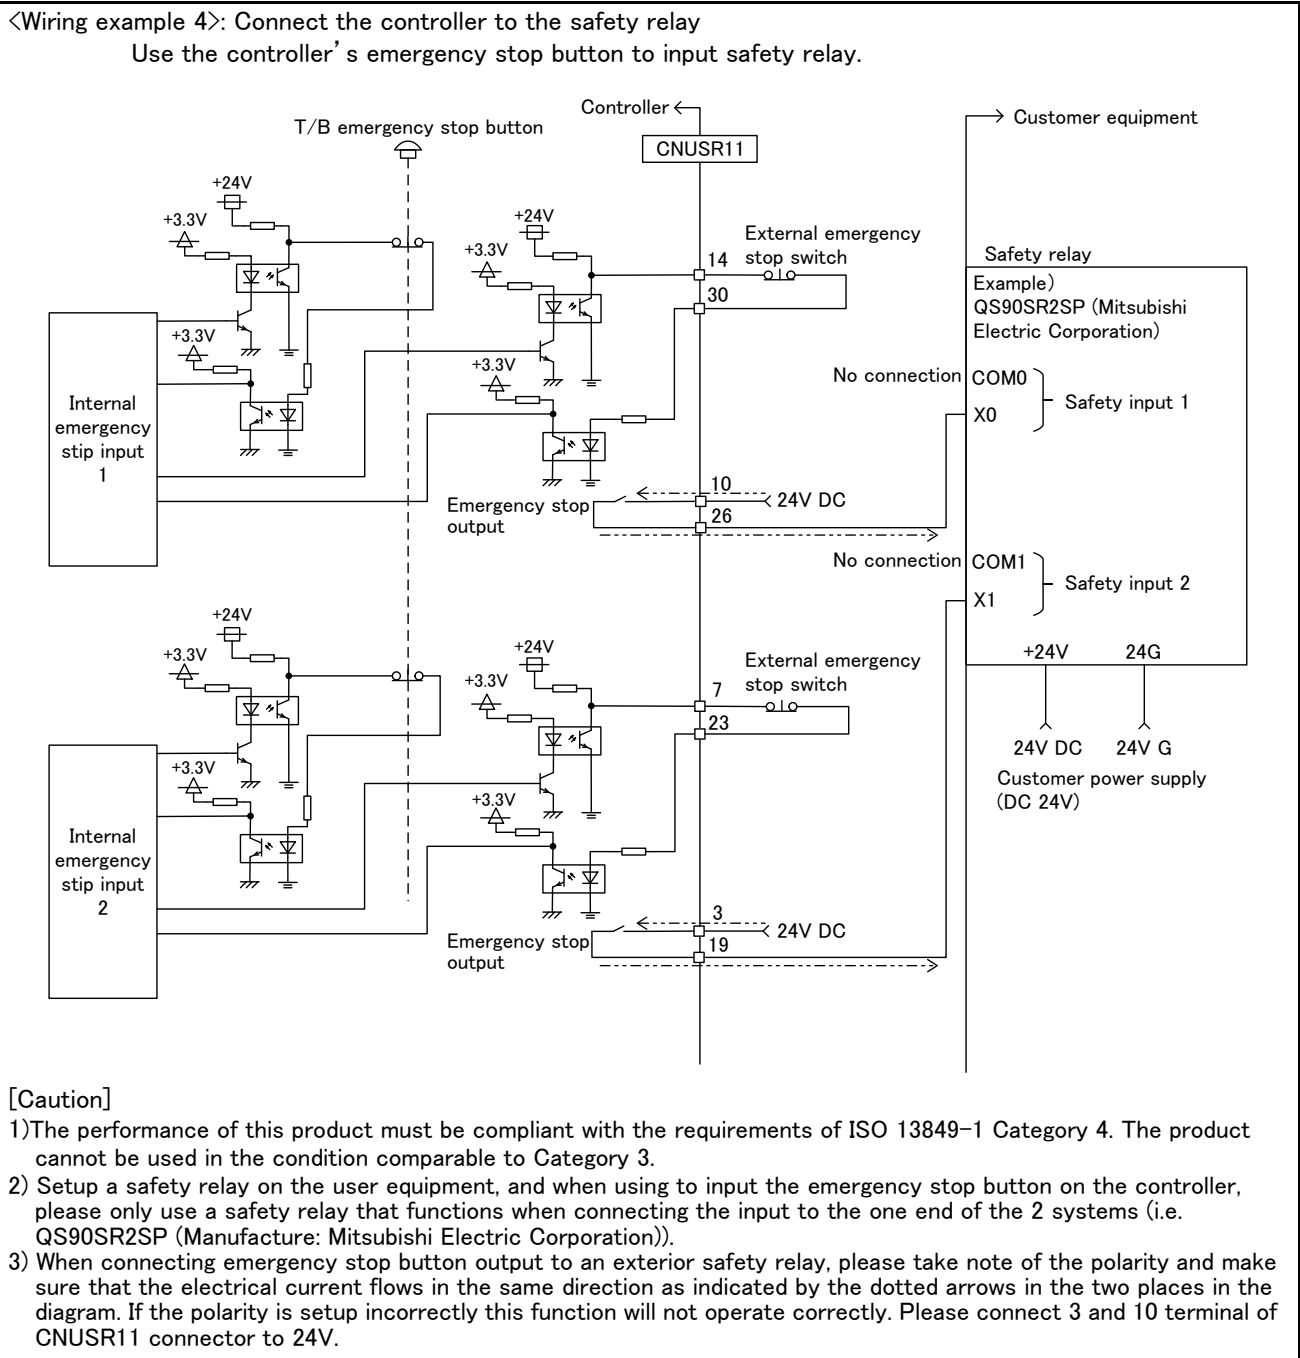 <Wiring example 4>: Connect the controller to the safety relay
Use the controller's emergency stop button to input safety relay.
Controller
Customer equipment
T/B emergency stop button
CNUSR11
+24V
+3.3V
+24V
+3.3V
External emergency
stop switch
14
30
Safety relay
Example)
QS90SR2SP (Mitsubishi
Electric Corporation)
+3.3V
+3.3V
No connection
COM0
X0
Safety input 1
Internal
emergency
stip input
1
Emergency stop
output
10
24V DC
26
No connection
COM1
X1
Safety input 2
+24V
+3.3V
+24V
+3.3V
External emergency
stop switch
7
23
+24V
24G
24V DC
24V G
Customer power supply
(DC 24V)
+3.3V
+3.3V
Internal
emergency
stip input
2
Emergency stop
output
3
24V DC
19
[Caution]
1)The performance of this product must be compliant with the requirements of ISO 13849-1 Category 4. The product
cannot be used in the condition comparable to Category 3.
2) Setup a safety relay on the user equipment, and when using to input the emergency stop button on the controller,
please only use a safety relay that functions when connecting the input to the one end of the 2 systems (i.e.
QS90SR2SP (Manufacture: Mitsubishi Electric Corporation)).
3) When connecting emergency stop button output to an exterior safety relay, please take note of the polarity and make
sure that the electrical current flows in the same direction as indicated by the dotted arrows in the two places in the
diagram. If the polarity is setup incorrectly this function will not operate correctly. Please connect 3 and 10 terminal of
CNUSR11 connector to 24V.